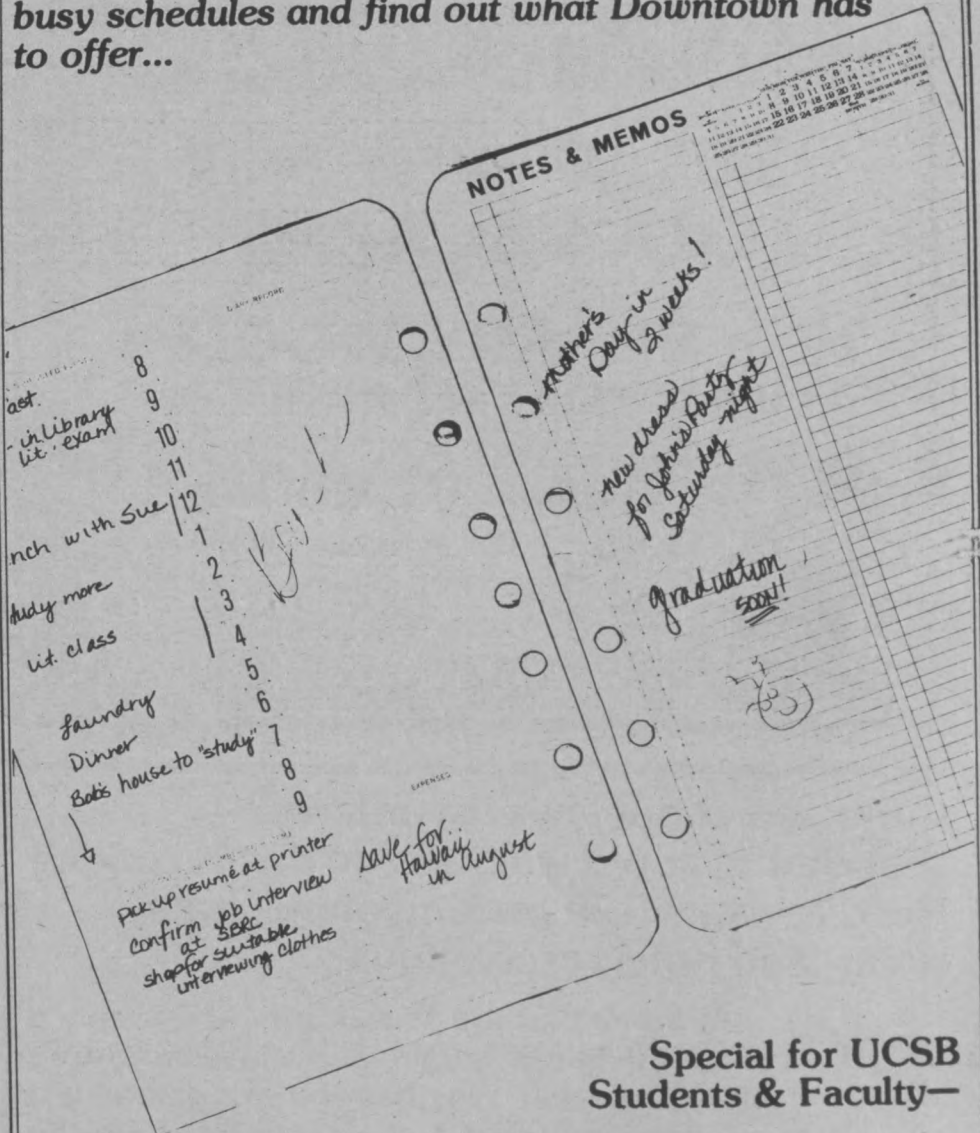 busy schedules and find out what Downtown has
to offer...
8
ast.
9
- in library
lit. exam
10
11
nch with Sue
12
1
2
tudy more
3
lit. class
4
5
laundry
6
Dinner
7
Bob's house to "study"
8
9
pick up resumé at printer
confirm job interview
at SBRC
shop for suitable
interviewing clothes
EXPENSES
save for
Hawaii
in august
NOTES & MEMOS
mother's
Day in
2 weeks!
new dress
for John's Party
Saturday night
graduation
soon!
Special for UCSB
Students & Faculty—